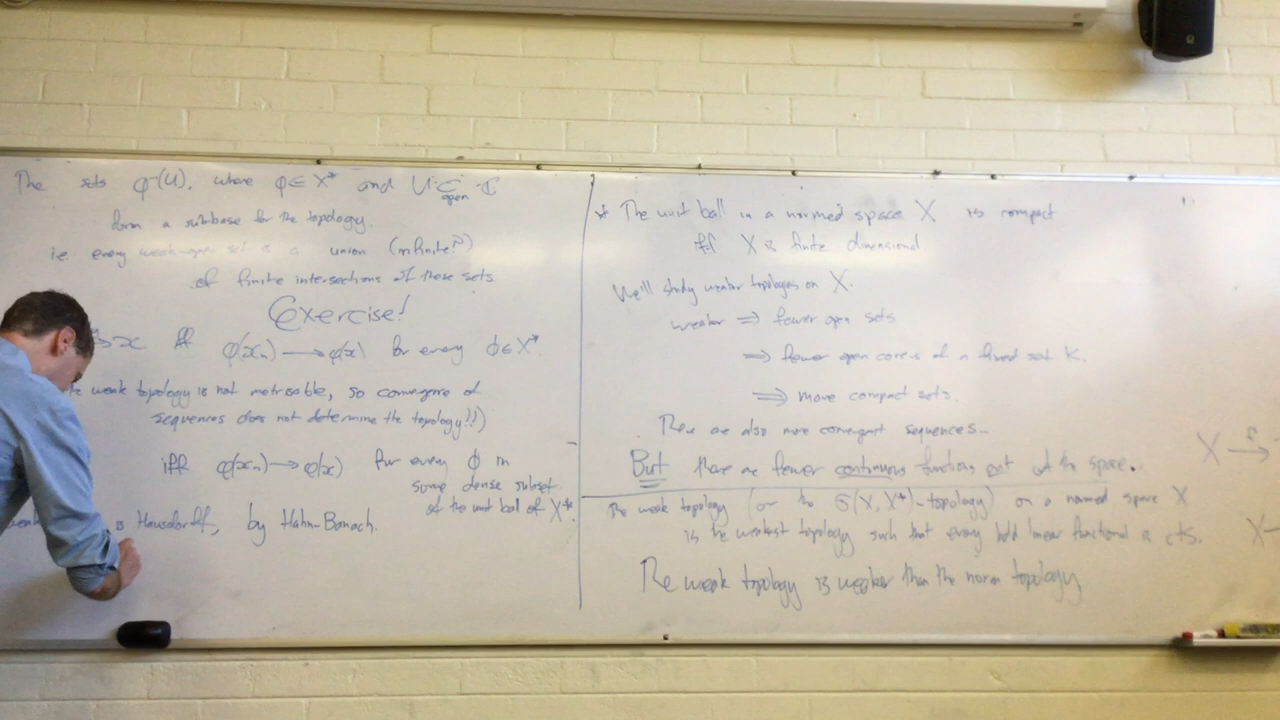 The sets φ⁻¹(U), where ϕ ∈ X* and U ⊂ ℂ
open
form a subbase for the topology.
i.e. every weak-open set is a union (infinite?)
of finite intersections of these sets
Exercise!
→ x iff φ(xₙ) → φ(x) for every ϕ ∈ X*.
weak topology is not metrisable, so convergence of
sequences does not determine the topology!!)
iff φ(xₙ) → φ(x) for every ϕ in
some dense subset
of the unit ball of X*.
weak is Hausdorff, by Hahn-Banach.
* The unit ball in a normed space X is compact
iff X is finite dimensional
We'll study weaker topologies on X.
weaker ⇒ fewer open sets
⇒ fewer open covers of a fixed set K.
⇒ more compact sets.
There are also more convergent sequences...
But there are fewer continuous functions out of the space.
The weak topology (or the σ(X, X*)-topology) on a normed space X
is the weakest topology such that every bdd linear functional is cts.
The weak topology is weaker than the norm topology
X →
X